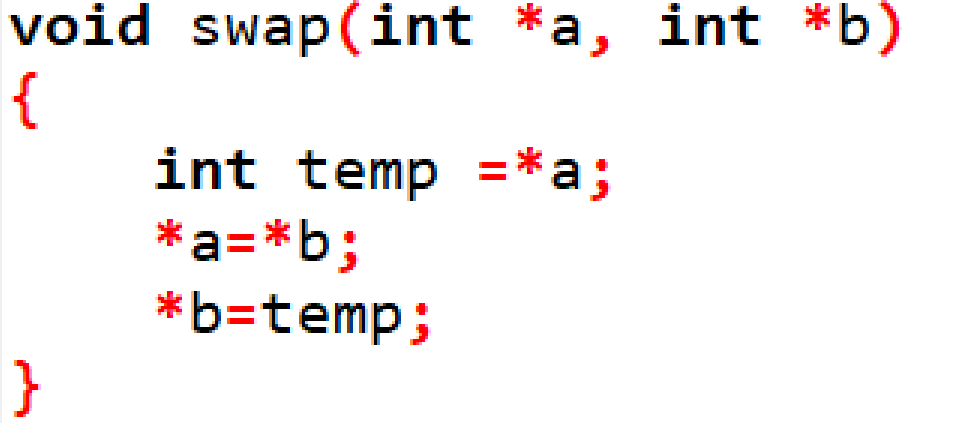 void swap(int *a, int *b)
{
    int temp =*a;
    *a=*b;
    *b=temp;
}